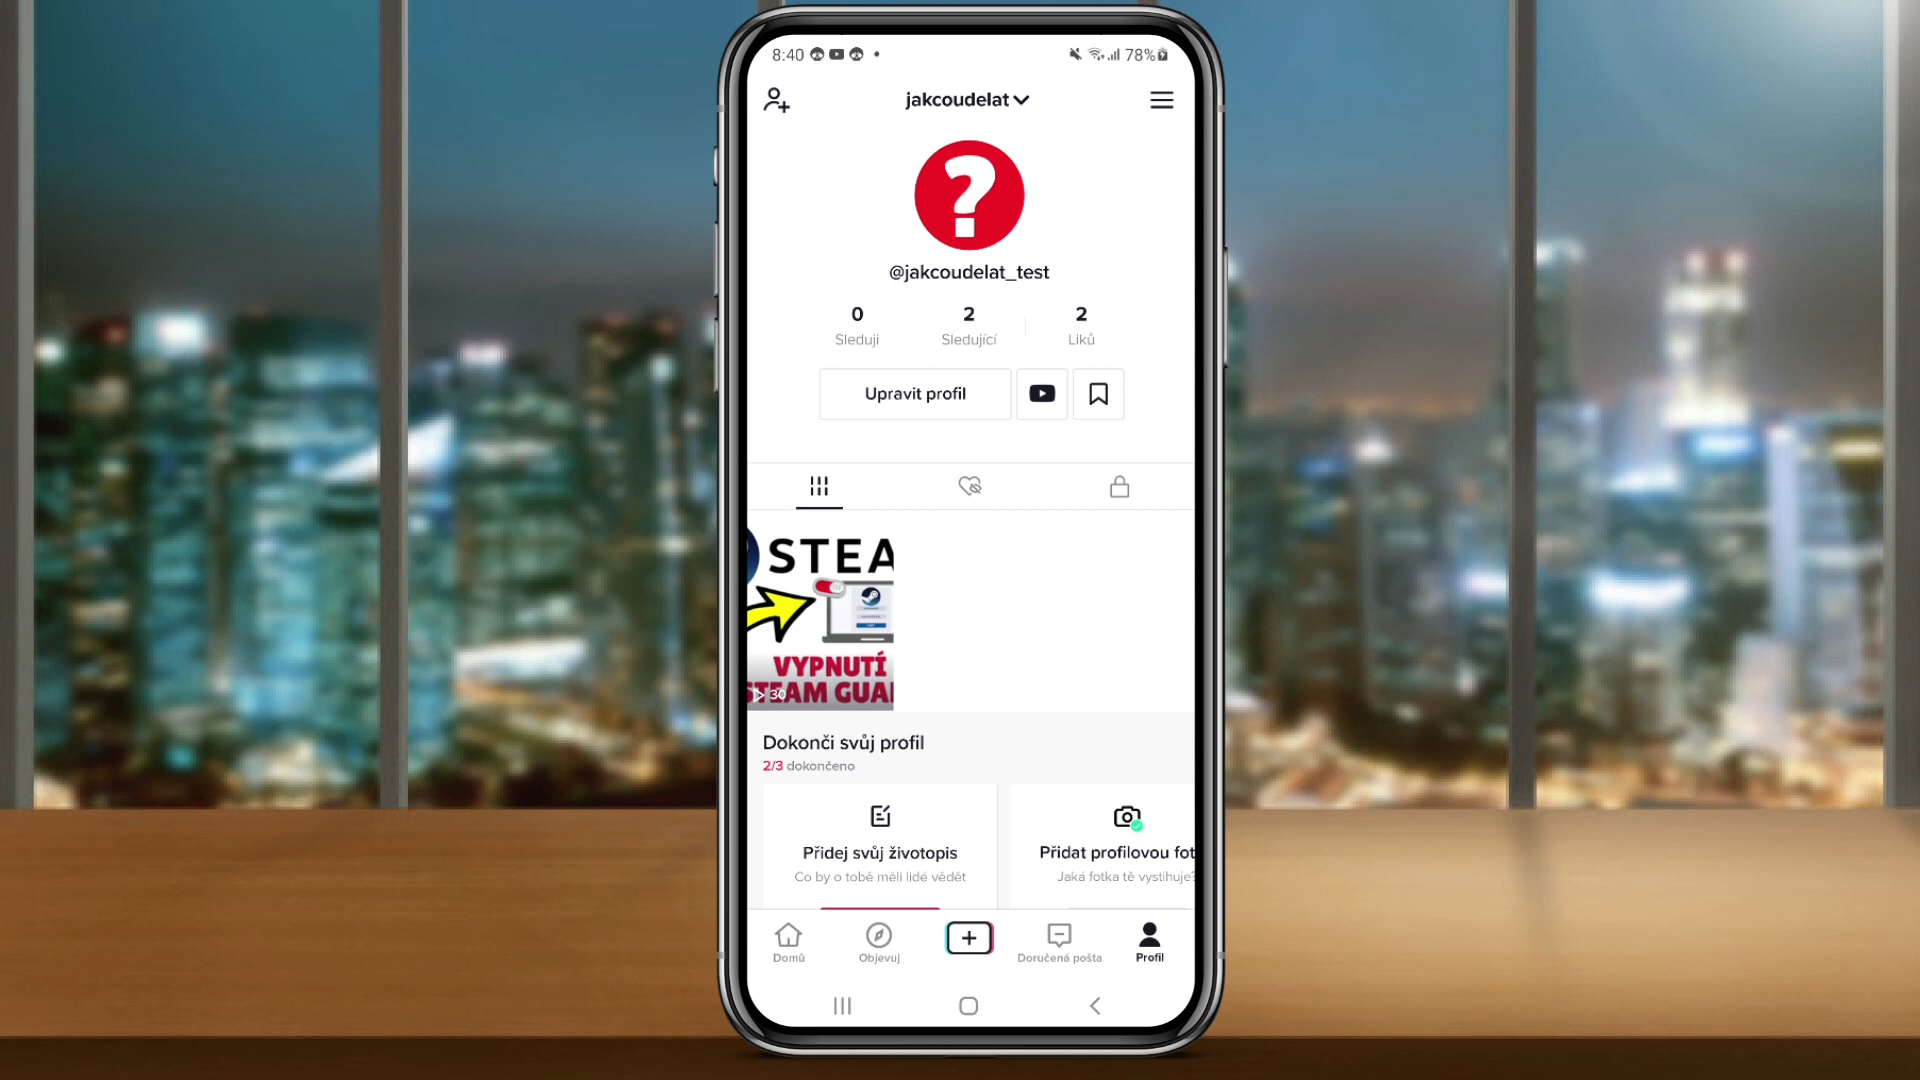 8:40
78%
jakcoudelat
@jakcoudelat_test
0 2 2
Sleduji Sledující Liků
Upravit profil
STEA
VYPNUTÍ
STEAM GUA
30
Dokonči svůj profil
2/3 dokončeno
Přidej svůj životopis
Co by o tobě měli lidé vědět
Přidat profilovou fot
Jaká fotka tě vystihuje?
Domů Objevuj Doručená pošta Profil